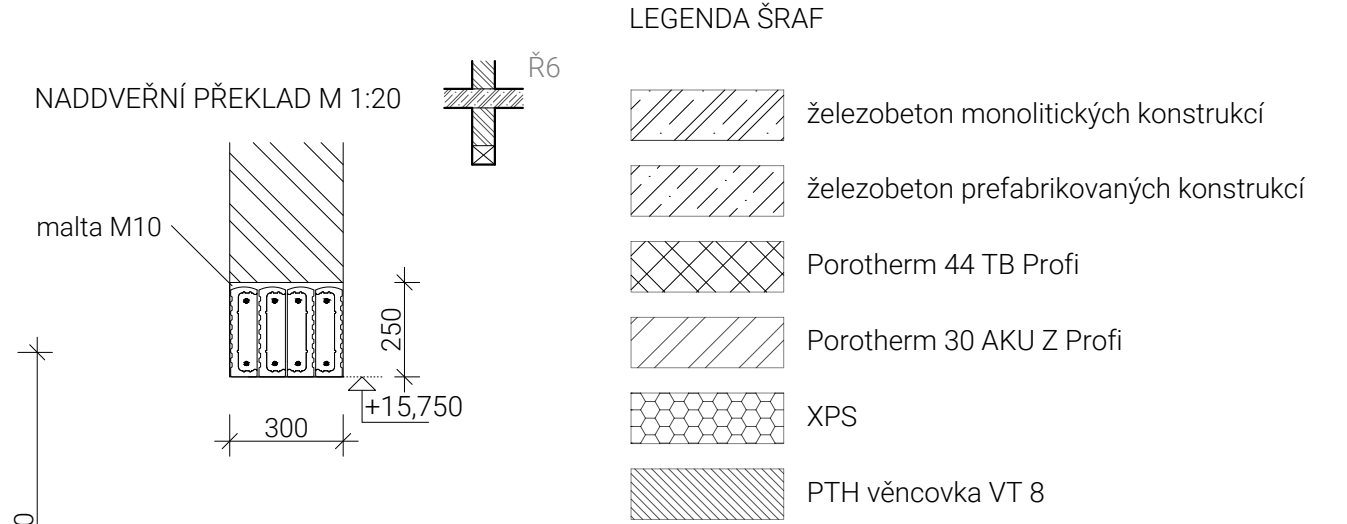 LEGENDA ŠRAF
Ř6
NADDVEŘNÍ PŘEKLAD M 1:20
malta M10
250
+15,750
300
železobeton monolitických konstrukcí
železobeton prefabrikovaných konstrukcí
Porotherm 44 TB Profi
Porotherm 30 AKU Z Profi
XPS
PTH věncovka VT 8